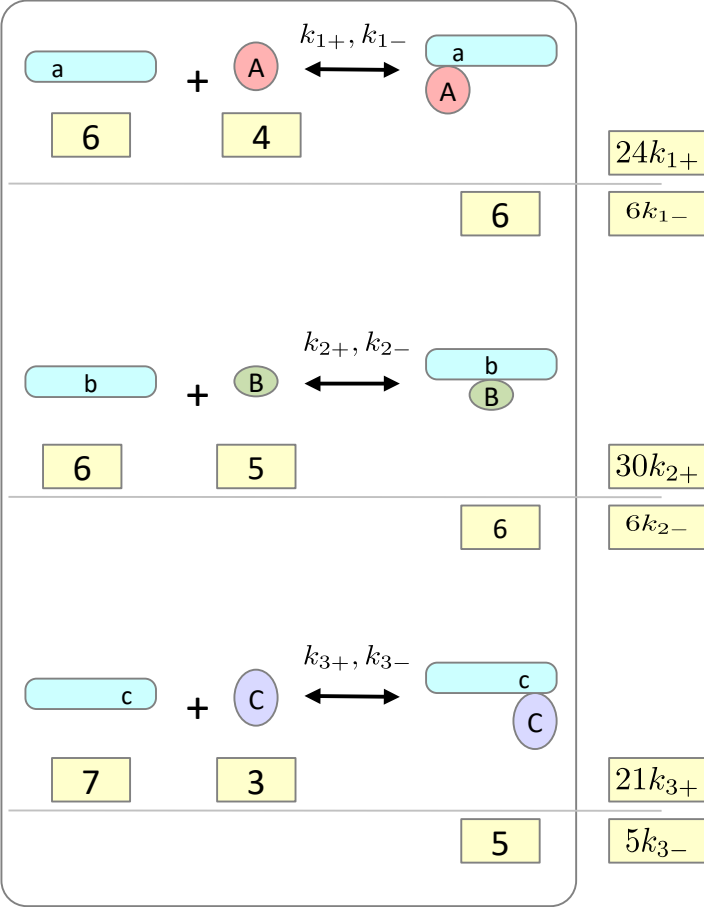 k₁₊, k₁₋
a + A a
A
6 4
24k₁₊
6 6k₁₋
k₂₊, k₂₋
b + B b
B
6 5
30k₂₊
6 6k₂₋
k₃₊, k₃₋
c + C c
C
7 3
21k₃₊
5 5k₃₋